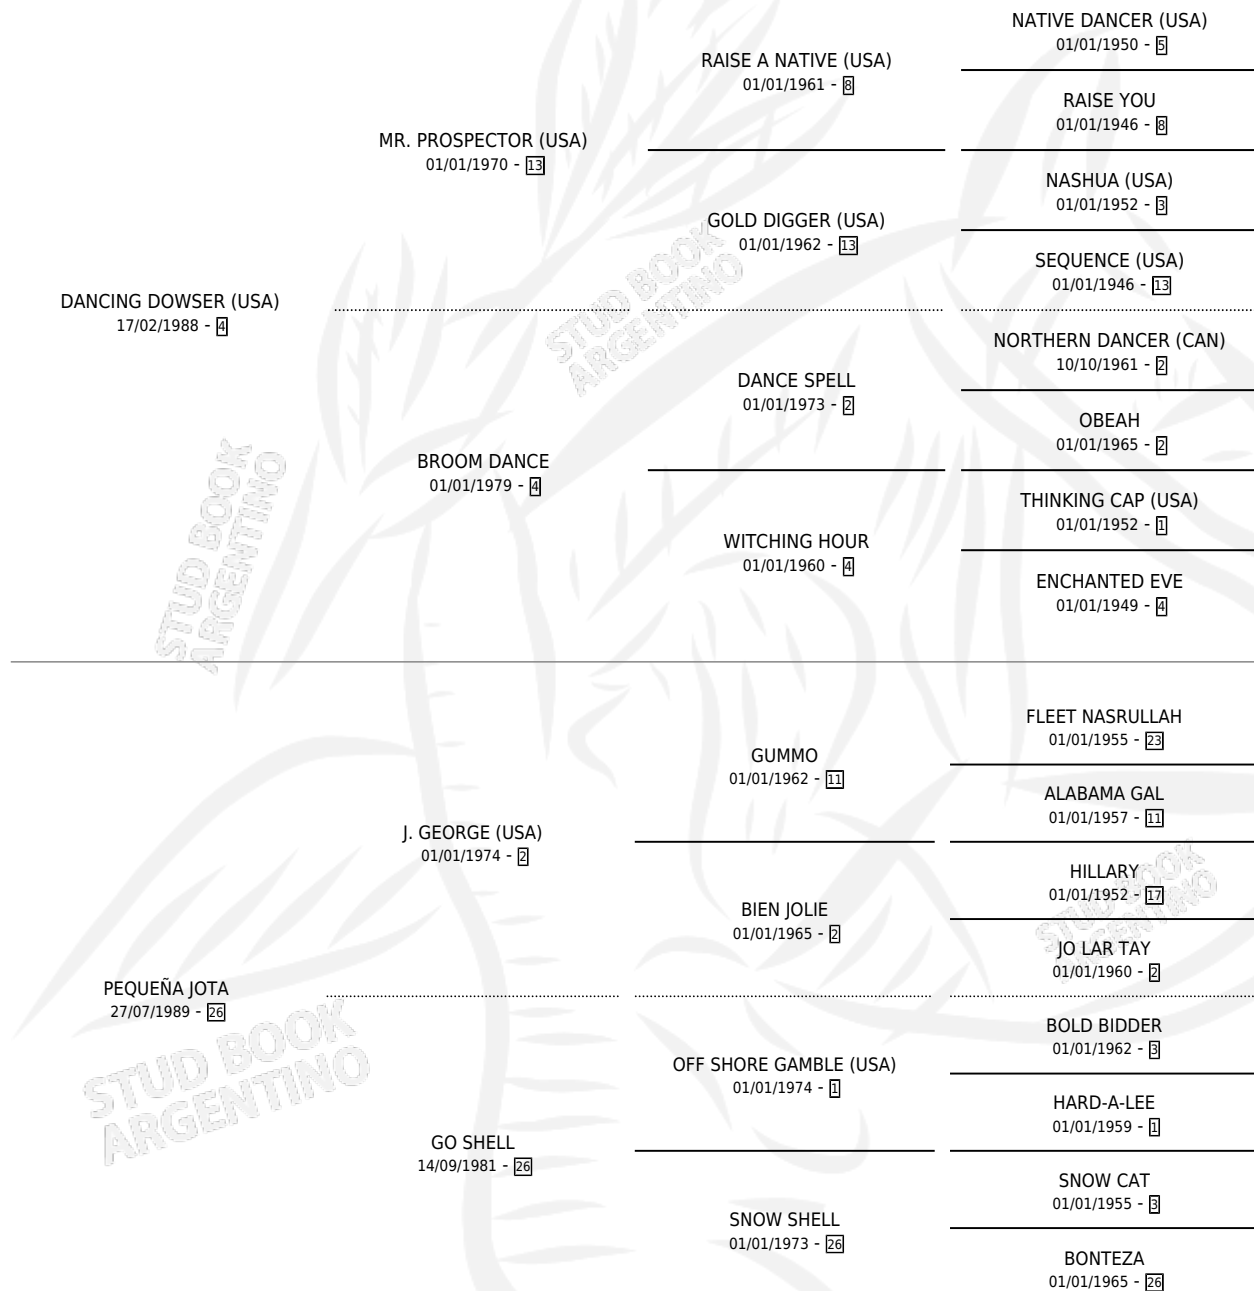 NATIVE DANCER (USA)
01/01/1950 - 5
RAISE A NATIVE (USA)
01/01/1961 - 8
RAISE YOU
01/01/1946 - 8
MR. PROSPECTOR (USA)
01/01/1970 - 13
NASHUA (USA)
01/01/1952 - 3
GOLD DIGGER (USA)
01/01/1962 - 13
SEQUENCE (USA)
01/01/1946 - 13
DANCING DOWSER (USA)
17/02/1988 - 4
NORTHERN DANCER (CAN)
10/10/1961 - 2
DANCE SPELL
01/01/1973 - 2
OBEAH
01/01/1965 - 2
BROOM DANCE
01/01/1979 - 4
THINKING CAP (USA)
01/01/1952 - 1
WITCHING HOUR
01/01/1960 - 4
ENCHANTED EVE
01/01/1949 - 4
FLEET NASRULLAH
01/01/1955 - 23
GUMMO
01/01/1962 - 11
ALABAMA GAL
01/01/1957 - 11
J. GEORGE (USA)
01/01/1974 - 2
HILLARY
01/01/1952 - 17
BIEN JOLIE
01/01/1965 - 2
JO LAR TAY
01/01/1960 - 2
PEQUEÑA JOTA
27/07/1989 - 26
BOLD BIDDER
01/01/1962 - 3
OFF SHORE GAMBLE (USA)
01/01/1974 - 1
HARD-A-LEE
01/01/1959 - 1
GO SHELL
14/09/1981 - 26
SNOW CAT
01/01/1955 - 3
SNOW SHELL
01/01/1973 - 26
BONTEZA
01/01/1965 - 26
STUD BOOK
ARGENTINO
STUD BOOK
ARGENTINO
STUD BOOK
ARGENTINO
STUD BOOK
ARGENTINO